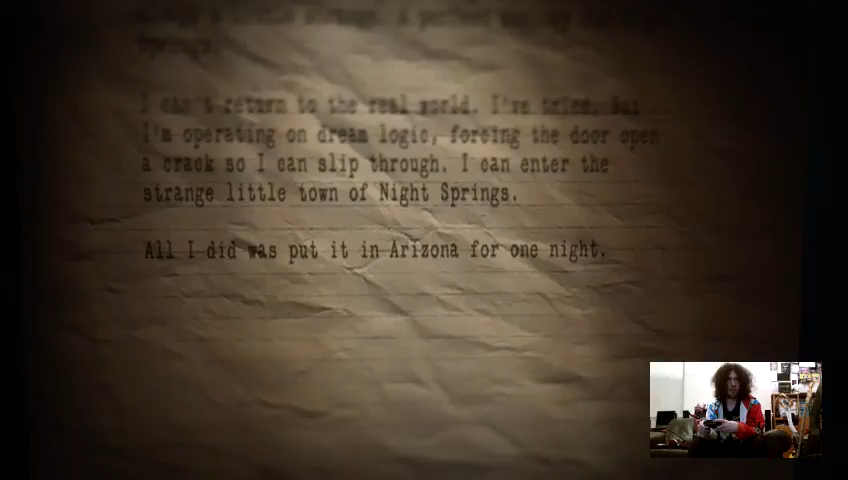 Springs.
I can't return to the real world. I've tried. But
I'm operating on dream logic, forcing the door open
a crack so I can slip through. I can enter the
strange little town of Night Springs.
All I did was put it in Arizona for one night.